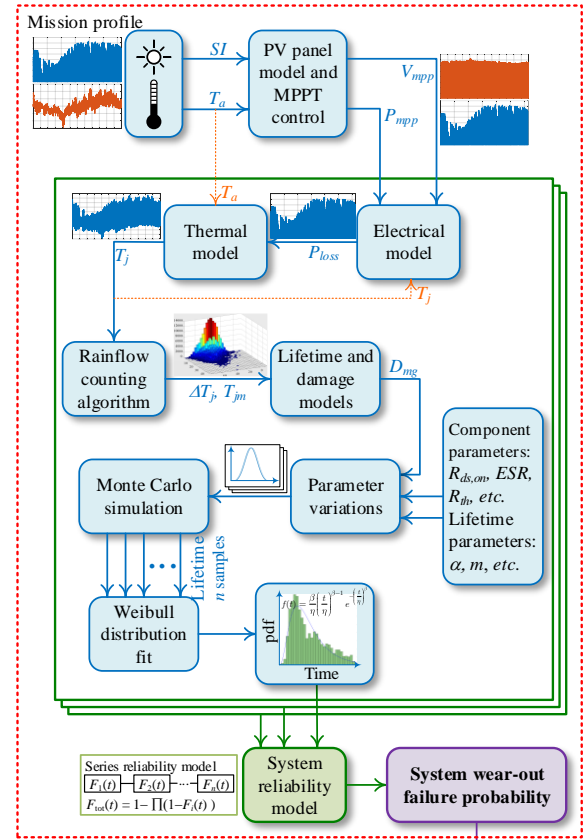 Mission profile
SI
T_a
PV panel
model and
MPPT
control
V_mpp
P_mpp
T_a
Thermal
model
P_loss
Electrical
model
T_j
T_j
Rainflow
counting
algorithm
ΔT_j, T_jm
Lifetime and
damage
models
D_mg
Component
parameters:
R_ds,on, ESR,
R_th, etc.
Lifetime
parameters:
α, m, etc.
Monte Carlo
simulation
Parameter
variations
Lifetime
n samples
Weibull
distribution
fit
pdf
f(t) = β/η (t/η)^β−1 e^−(t/η)^β
Time
Series reliability model
F_1(t) F_2(t) ··· F_n(t)
F_tot(t) = 1− ∏(1−F_i(t) )
System
reliability
model
System wear-out
failure probability